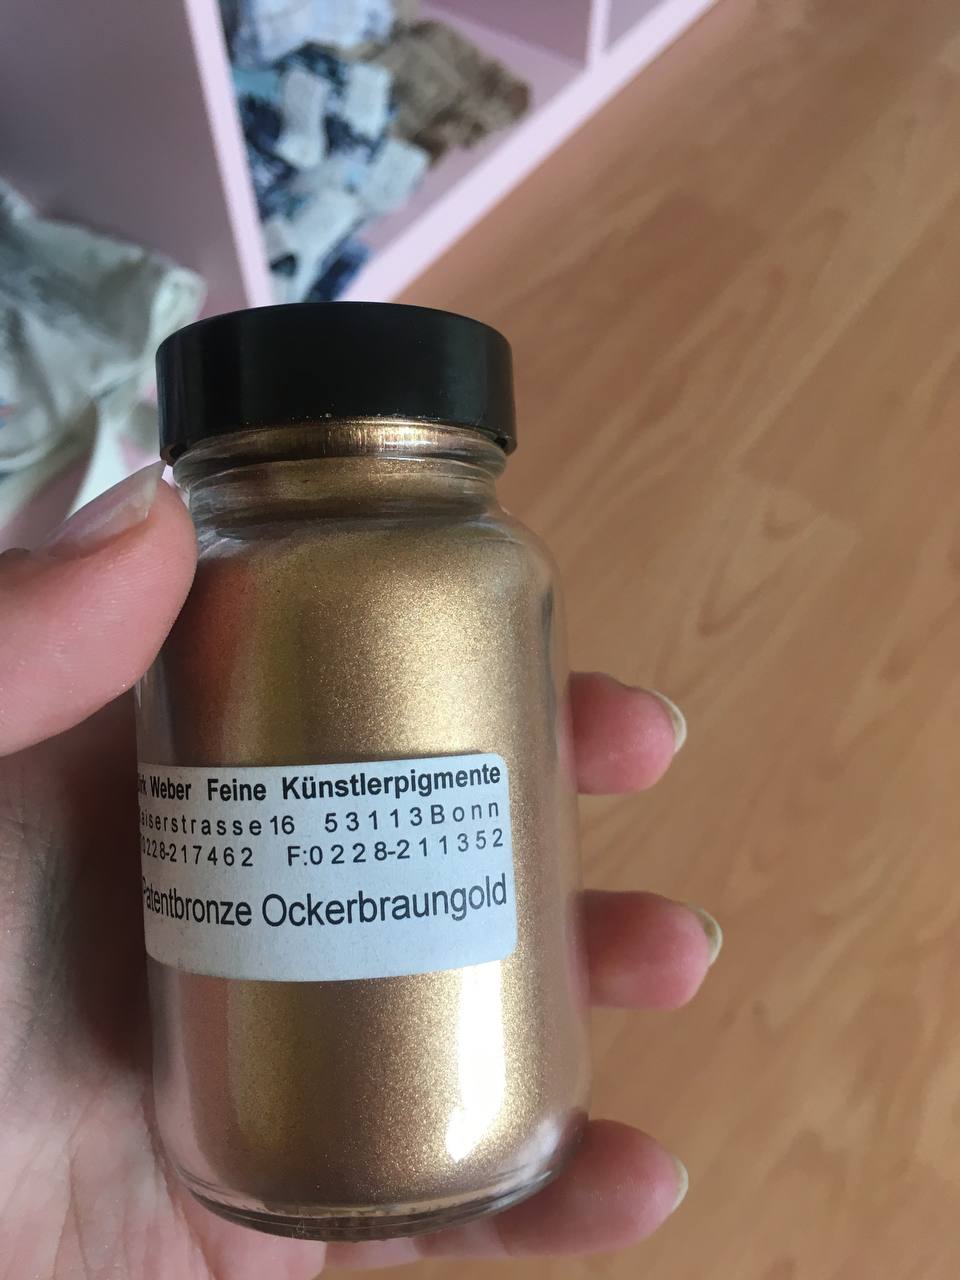 Weber Feine Künstlerpigmente
aiserstrasse 16 53113 Bonn
0228-217462 F:0228-211352
Patentbronze Ockerbraungold